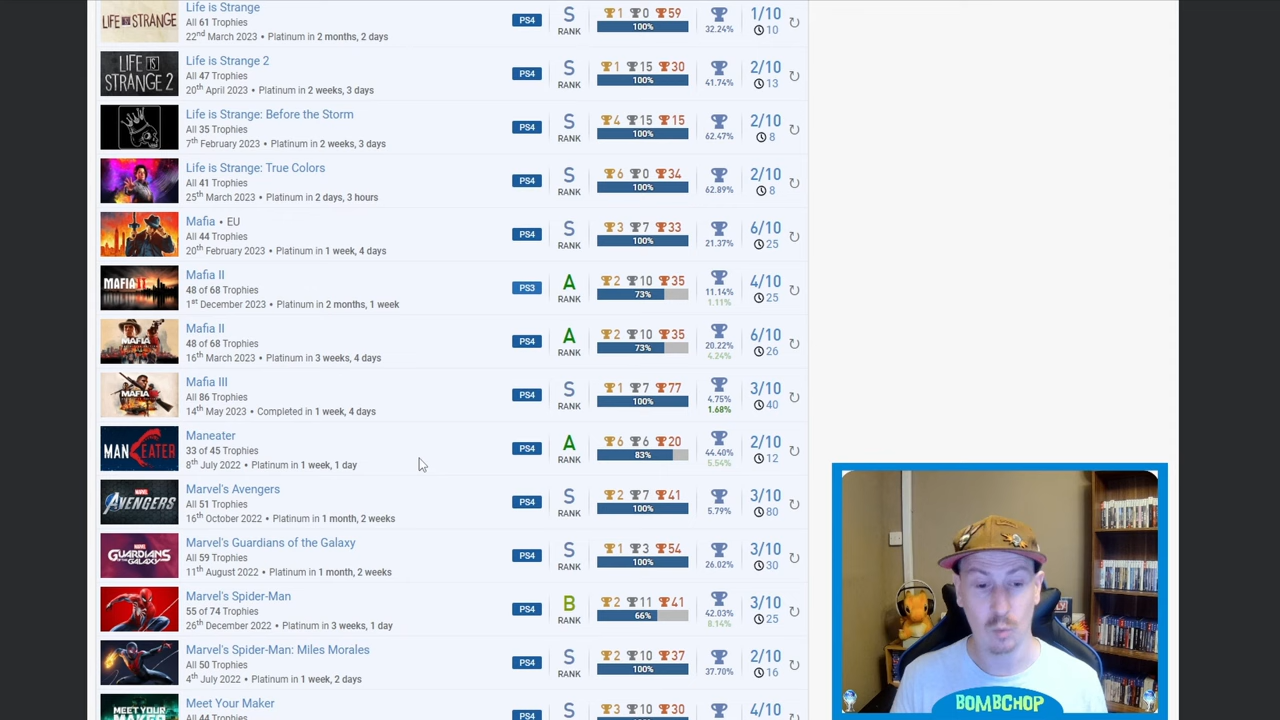 LIFE IS STRANGE
Life is Strange
All 61 Trophies
22nd March 2023 • Platinum in 2 months, 2 days
PS4
S
RANK
1 0 59
100%
32.24%
1/10
10
LIFE IS STRANGE 2
Life is Strange 2
All 47 Trophies
20th April 2023 • Platinum in 2 weeks, 3 days
PS4
S
RANK
1 15 30
100%
41.74%
2/10
13
Life is Strange: Before the Storm
All 35 Trophies
7th February 2023 • Platinum in 2 weeks, 3 days
PS4
S
RANK
4 15 15
100%
62.47%
2/10
8
Life is Strange: True Colors
All 41 Trophies
25th March 2023 • Platinum in 2 days, 3 hours
PS4
S
RANK
6 0 34
100%
62.89%
2/10
8
Mafia • EU
All 44 Trophies
20th February 2023 • Platinum in 1 week, 4 days
PS4
S
RANK
3 7 33
100%
21.37%
6/10
25
MAFIA II
Mafia II
48 of 68 Trophies
1st December 2023 • Platinum in 2 months, 1 week
PS3
A
RANK
2 10 35
73%
11.14%
1.11%
4/10
25
MAFIA
Mafia II
48 of 68 Trophies
16th March 2023 • Platinum in 3 weeks, 4 days
PS4
A
RANK
2 10 35
73%
20.22%
4.24%
6/10
26
MAFIA
Mafia III
All 86 Trophies
14th May 2023 • Completed in 1 week, 4 days
PS4
S
RANK
1 7 77
100%
4.75%
1.68%
3/10
40
MANEATER
Maneater
33 of 45 Trophies
8th July 2022 • Platinum in 1 week, 1 day
PS4
A
RANK
6 6 20
83%
44.40%
5.54%
2/10
12
MARVEL
AVENGERS
Marvel's Avengers
All 51 Trophies
16th October 2022 • Platinum in 1 month, 2 weeks
PS4
S
RANK
2 7 41
100%
5.79%
3/10
80
MARVEL
GUARDIANS
GALAXY
Marvel's Guardians of the Galaxy
All 59 Trophies
11th August 2022 • Platinum in 1 month, 2 weeks
PS4
S
RANK
1 3 54
100%
26.02%
3/10
30
Marvel's Spider-Man
55 of 74 Trophies
26th December 2022 • Platinum in 3 weeks, 1 day
PS4
B
RANK
2 11 41
66%
42.03%
8.14%
3/10
25
Marvel's Spider-Man: Miles Morales
All 50 Trophies
4th July 2022 • Platinum in 1 week, 2 days
PS4
S
RANK
2 10 37
100%
37.70%
2/10
16
MEET YOUR
MAKER
Meet Your Maker
All 44 Trophies
PS4
S
3 10 30
100%
4/10
BOMBCHOP